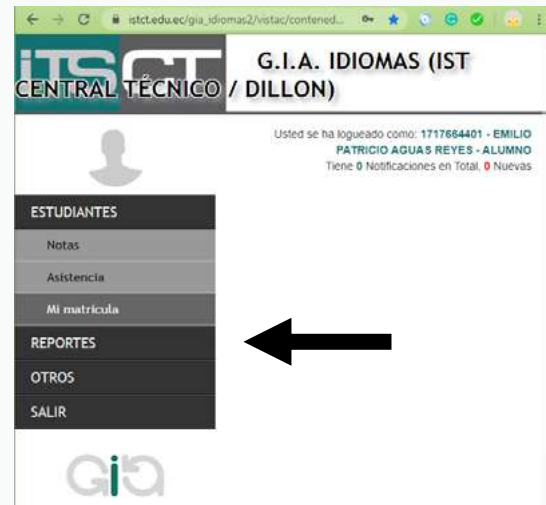 istct.edu.ec/gia_idiomas2/vistac/contened...
iTSCT
CENTRAL TÉCNICO
G.I.A. IDIOMAS (IST
/ DILLON)
Usted se ha logueado como: 1717664401 - EMILIO
PATRICIO AGUAS REYES - ALUMNO
Tiene 0 Notificaciones en Total, 0 Nuevas
ESTUDIANTES
Notas
Asistencia
Mi matrícula
REPORTES
OTROS
SALIR
Gia